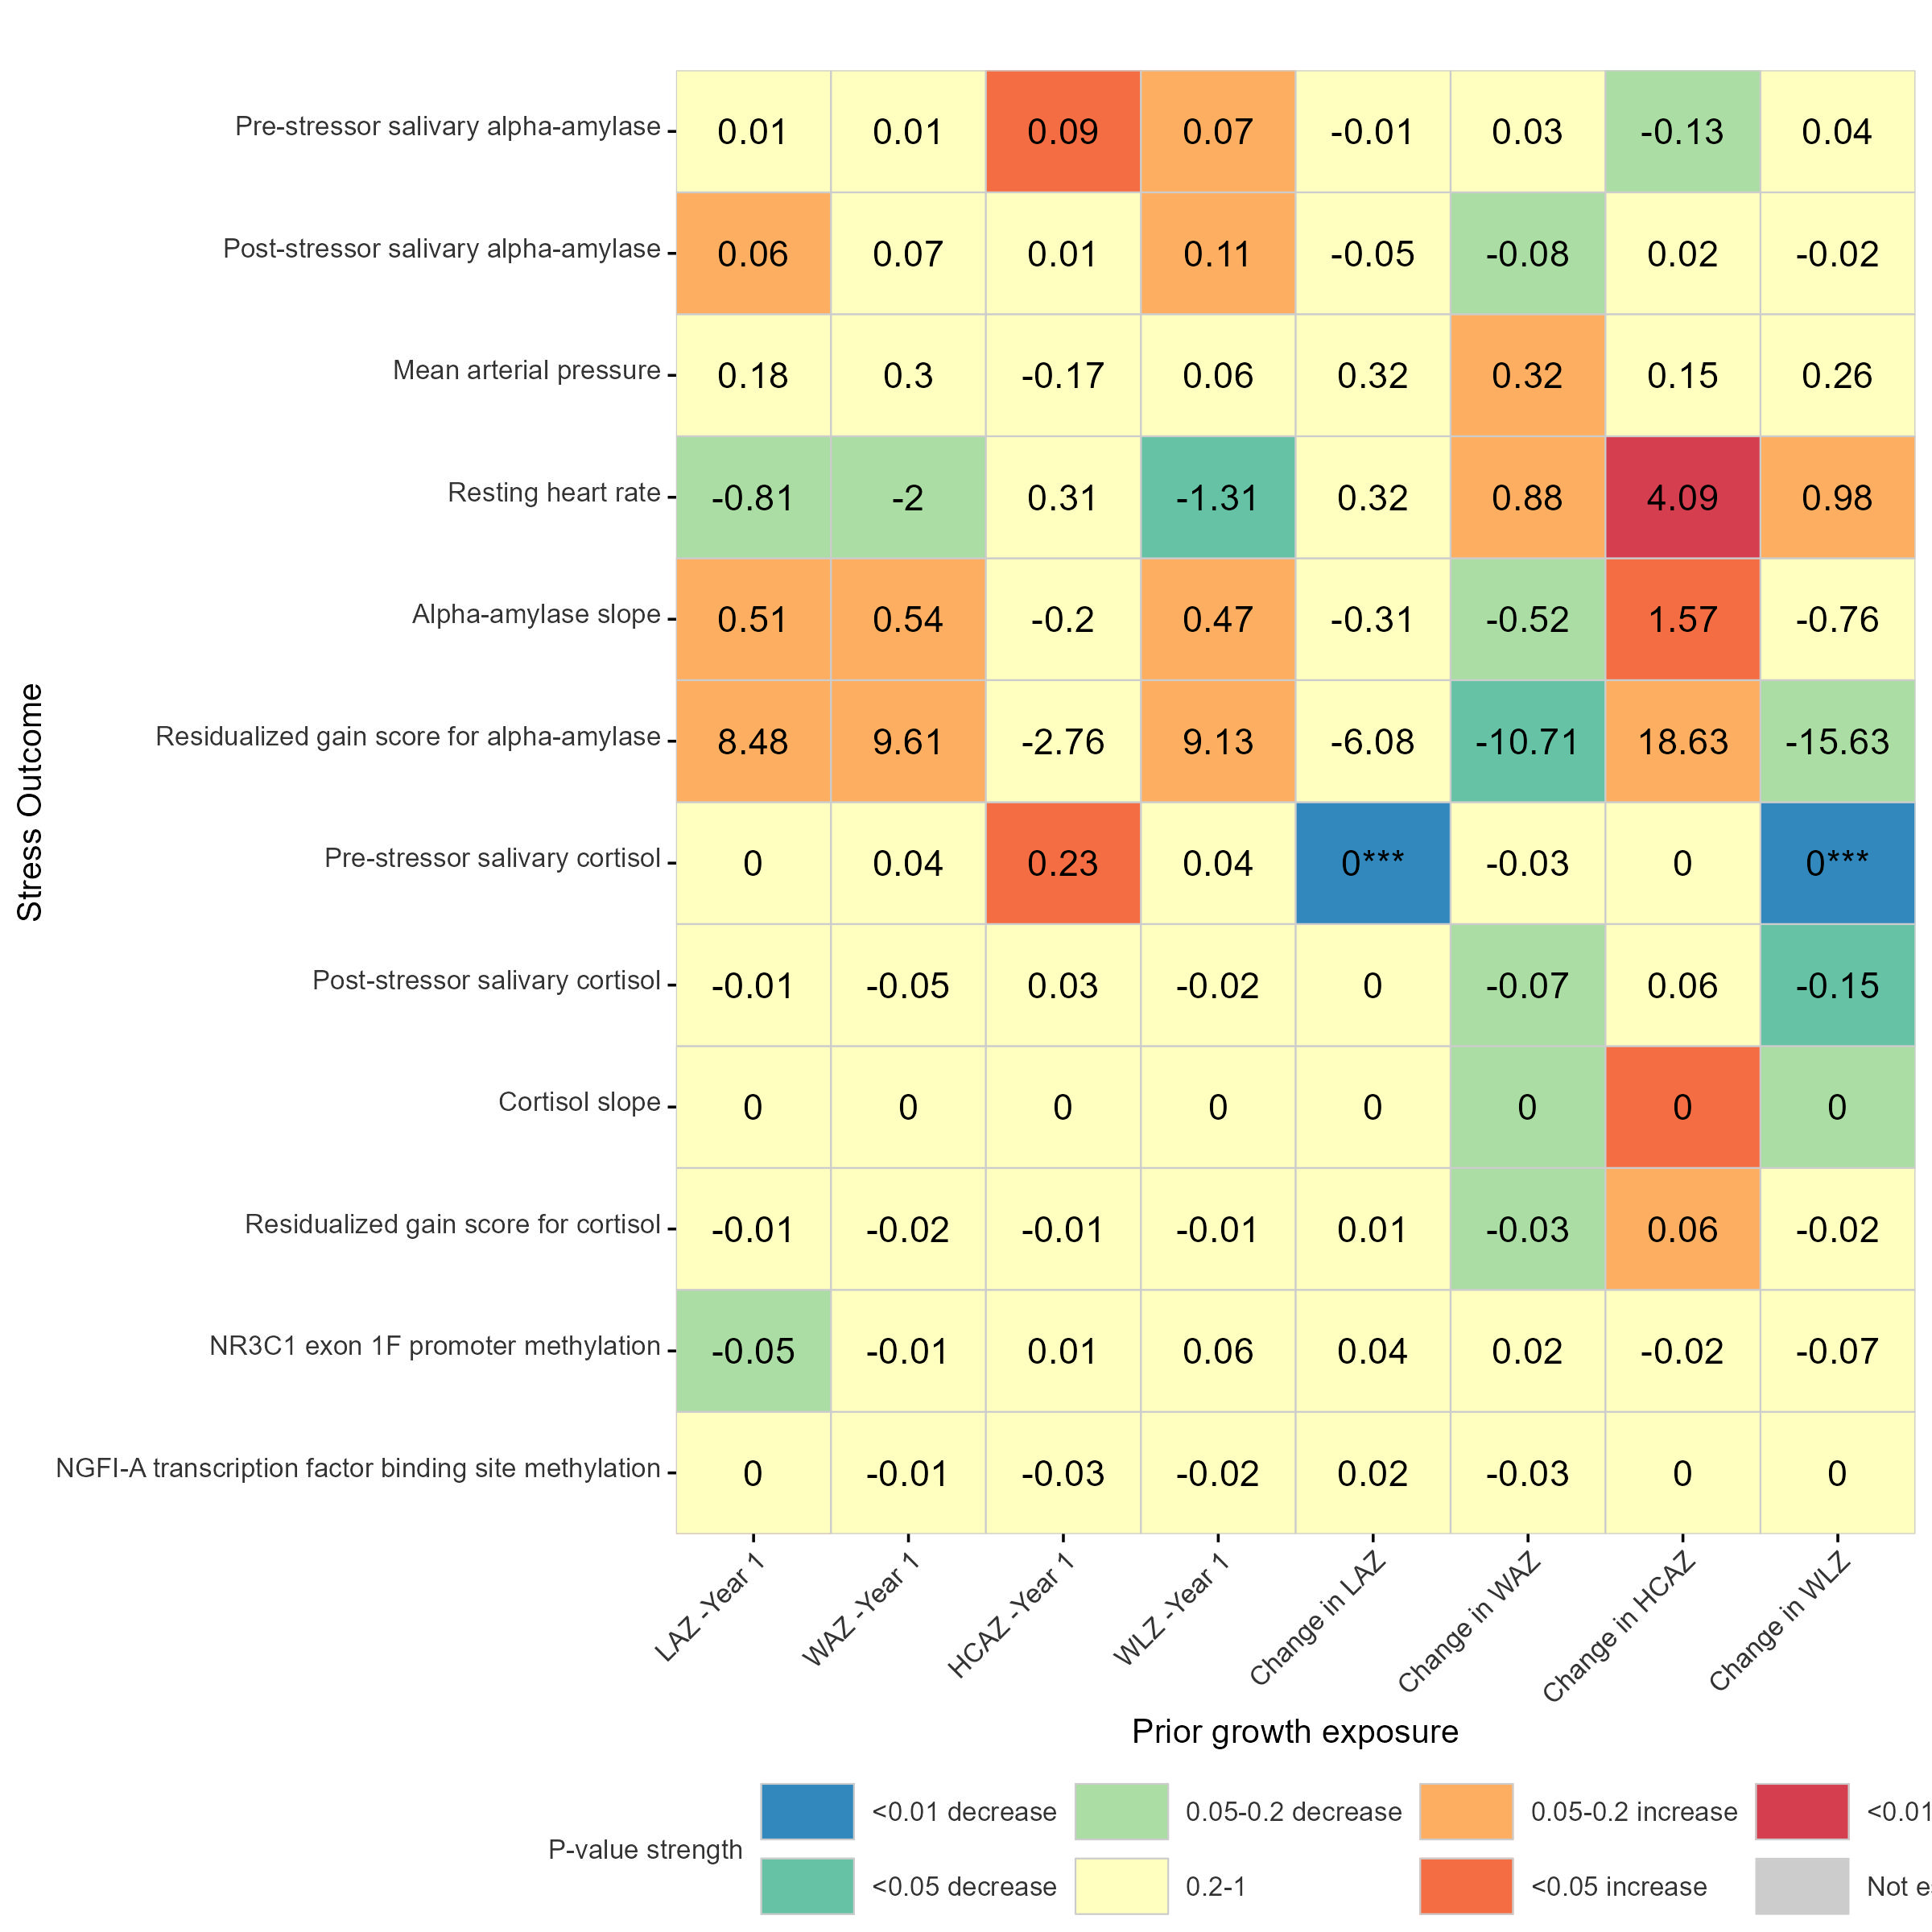 Pre-stressor salivary alpha-amylase 0.01 0.01 0.09 0.07 -0.01 0.03 -0.13 0.04
Post-stressor salivary alpha-amylase 0.06 0.07 0.01 0.11 -0.05 -0.08 0.02 -0.02
Mean arterial pressure 0.18 0.3 -0.17 0.06 0.32 0.32 0.15 0.26
Resting heart rate -0.81 -2 0.31 -1.31 0.32 0.88 4.09 0.98
Alpha-amylase slope 0.51 0.54 -0.2 0.47 -0.31 -0.52 1.57 -0.76
Residualized gain score for alpha-amylase 8.48 9.61 -2.76 9.13 -6.08 -10.71 18.63 -15.63
Pre-stressor salivary cortisol 0 0.04 0.23 0.04 0*** -0.03 0 0***
Post-stressor salivary cortisol -0.01 -0.05 0.03 -0.02 0 -0.07 0.06 -0.15
Cortisol slope 0 0 0 0 0 0 0 0
Residualized gain score for cortisol -0.01 -0.02 -0.01 -0.01 0.01 -0.03 0.06 -0.02
NR3C1 exon 1F promoter methylation -0.05 -0.01 0.01 0.06 0.04 0.02 -0.02 -0.07
NGFI-A transcription factor binding site methylation 0 -0.01 -0.03 -0.02 0.02 -0.03 0 0
Stress Outcome
LAZ -Year 1
WAZ -Year 1
HCAZ -Year 1
WLZ -Year 1
Change in LAZ
Change in WAZ
Change in HCAZ
Change in WLZ
Prior growth exposure
P-value strength
<0.01 decrease 0.05-0.2 decrease 0.05-0.2 increase <0.01
<0.05 decrease 0.2-1 <0.05 increase Not